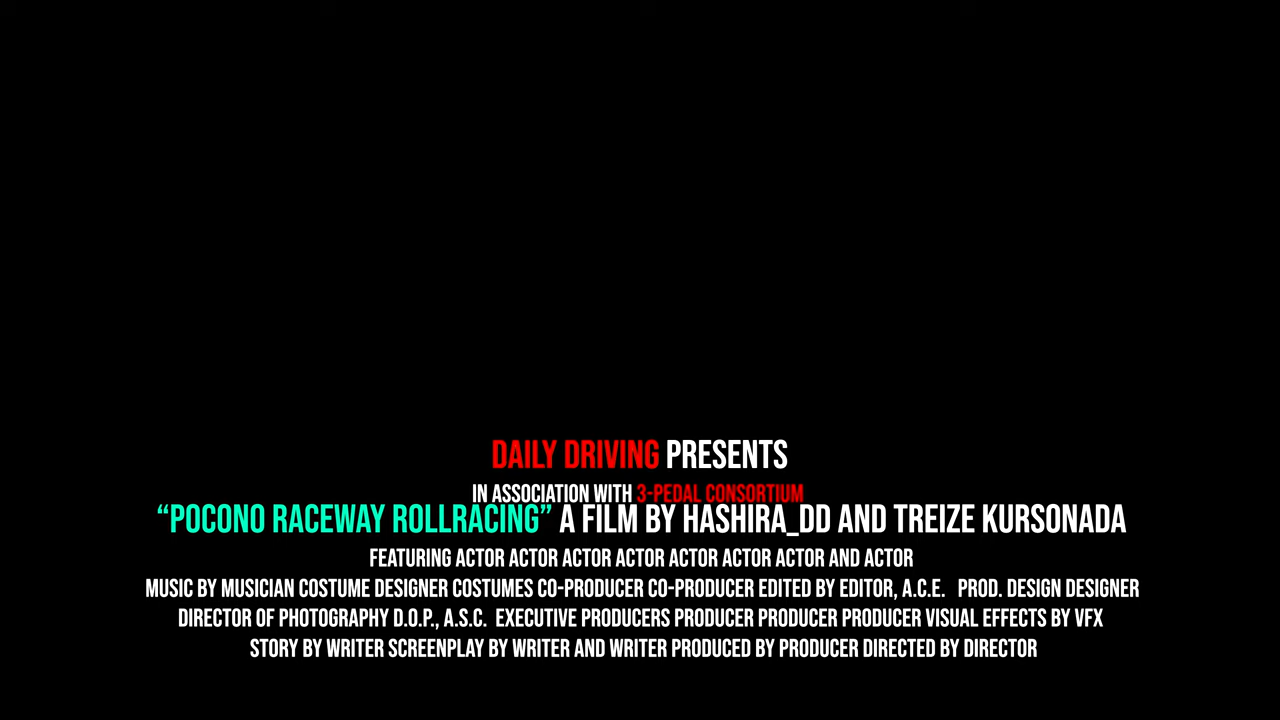 DAILY DRIVING PRESENTS
IN ASSOCIATION WITH 3-PEDAL CONSORTIUM
“POCONO RACEWAY ROLLRACING” A FILM BY HASHIRA_DD AND TREIZE KURSONADA
FEATURING ACTOR ACTOR ACTOR ACTOR ACTOR ACTOR ACTOR AND ACTOR
MUSIC BY MUSICIAN COSTUME DESIGNER COSTUMES CO-PRODUCER CO-PRODUCER EDITED BY EDITOR, A.C.E. PROD. DESIGN DESIGNER
DIRECTOR OF PHOTOGRAPHY D.O.P., A.S.C. EXECUTIVE PRODUCERS PRODUCER PRODUCER PRODUCER VISUAL EFFECTS BY VFX
STORY BY WRITER SCREENPLAY BY WRITER AND WRITER PRODUCED BY PRODUCER DIRECTED BY DIRECTOR